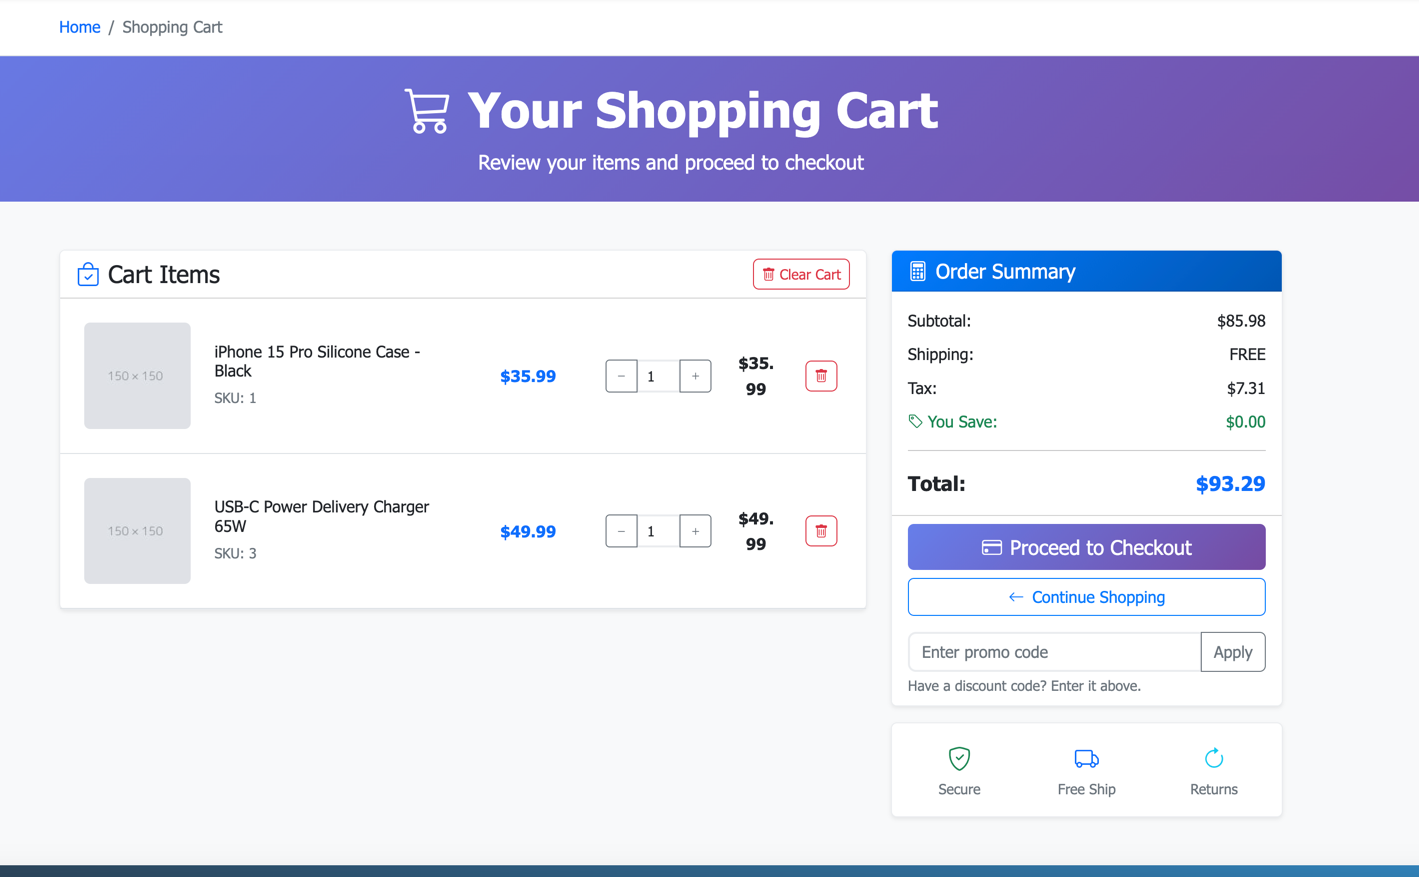 Home / Shopping Cart
Your Shopping Cart
Review your items and proceed to checkout
Cart Items
Clear Cart
150 × 150
iPhone 15 Pro Silicone Case -
Black
SKU: 1
$35.99
− 1 +
$35.
99
150 × 150
USB-C Power Delivery Charger
65W
SKU: 3
$49.99
− 1 +
$49.
99
Order Summary
Subtotal: $85.98
Shipping: FREE
Tax: $7.31
You Save: $0.00
Total: $93.29
Proceed to Checkout
← Continue Shopping
Enter promo code Apply
Have a discount code? Enter it above.
Secure Free Ship Returns